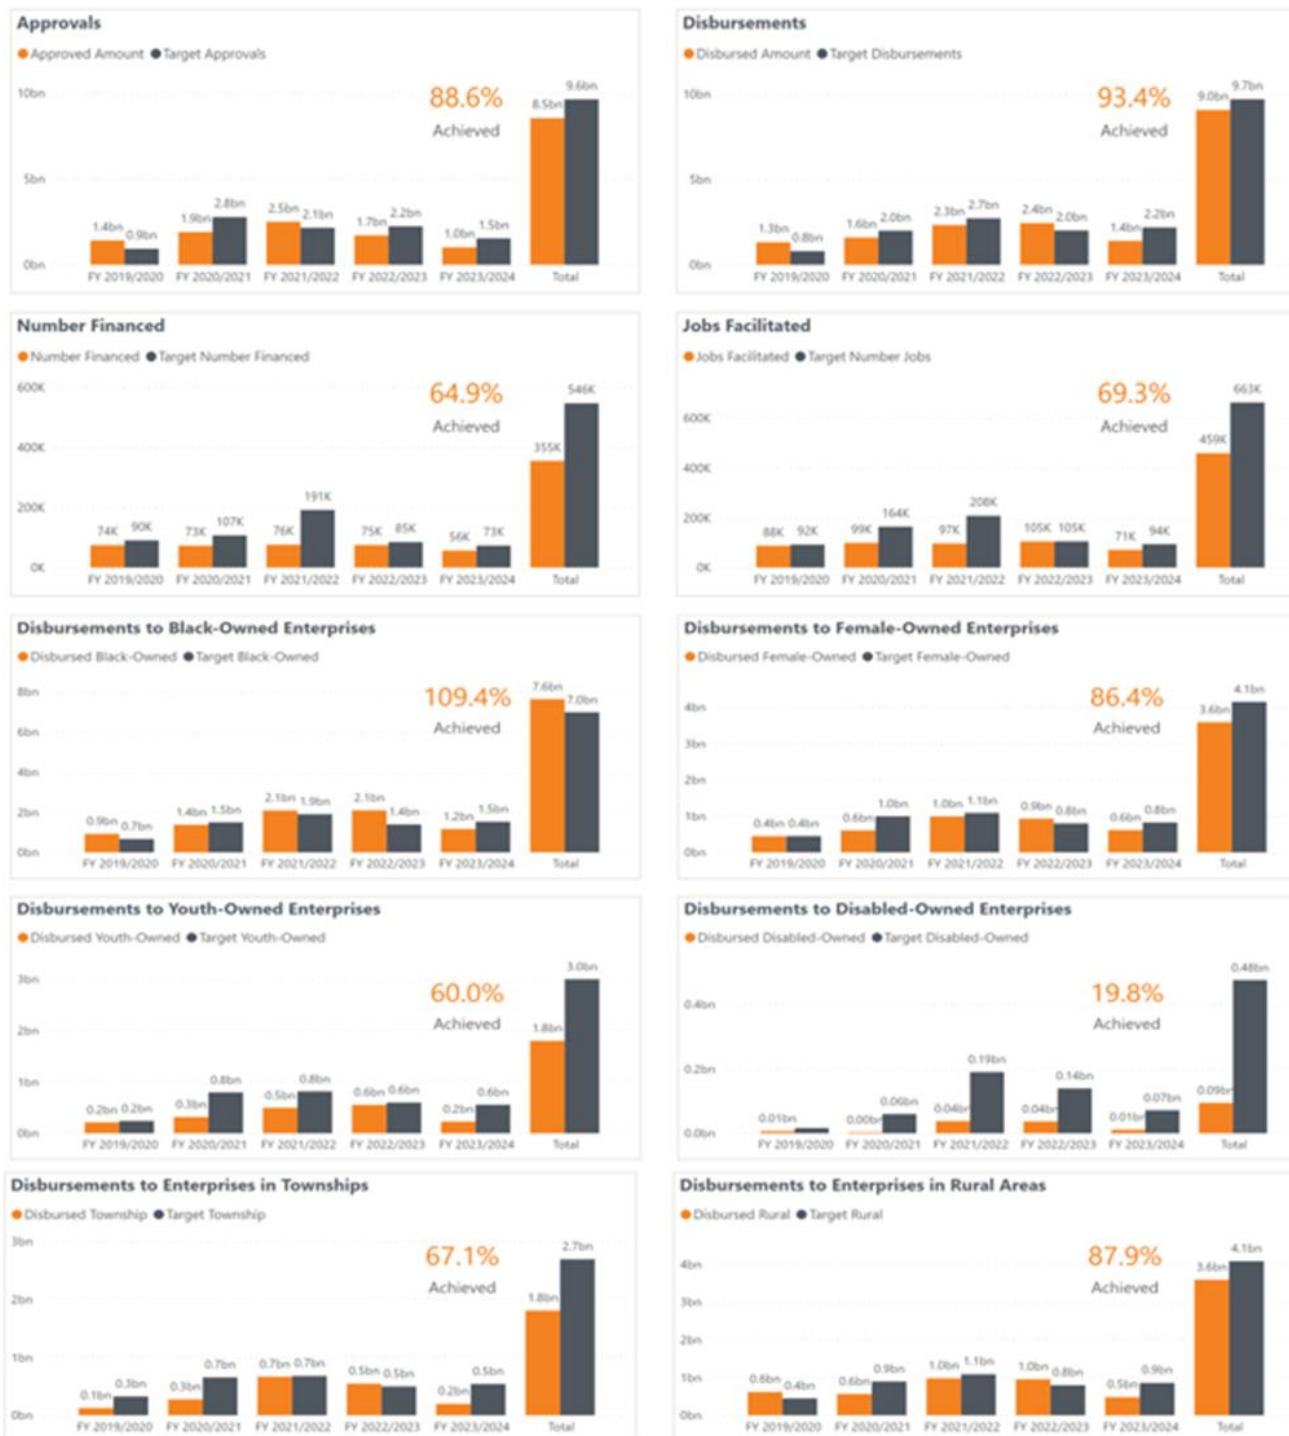 Approvals
Approved Amount Target Approvals
10bn
5bn
0bn
88.6%
Achieved
1.4bn 0.9bn 1.9bn 2.8bn 2.5bn 2.1bn 1.7bn 2.2bn 1.0bn 1.5bn 8.5bn 9.6bn
FY 2019/2020 FY 2020/2021 FY 2021/2022 FY 2022/2023 FY 2023/2024 Total
Disbursements
Disbursed Amount Target Disbursements
10bn
5bn
0bn
93.4%
Achieved
1.3bn 0.8bn 1.6bn 2.0bn 2.3bn 2.7bn 2.4bn 2.0bn 1.4bn 2.2bn 9.0bn 9.7bn
FY 2019/2020 FY 2020/2021 FY 2021/2022 FY 2022/2023 FY 2023/2024 Total
Number Financed
Number Financed Target Number Financed
600K
400K
200K
0K
64.9%
Achieved
74K 90K 73K 107K 76K 191K 75K 85K 56K 73K 355K 546K
FY 2019/2020 FY 2020/2021 FY 2021/2022 FY 2022/2023 FY 2023/2024 Total
Jobs Facilitated
Jobs Facilitated Target Number Jobs
600K
400K
200K
0K
69.3%
Achieved
88K 92K 99K 164K 97K 208K 105K 105K 71K 94K 459K 663K
FY 2019/2020 FY 2020/2021 FY 2021/2022 FY 2022/2023 FY 2023/2024 Total
Disbursements to Black-Owned Enterprises
Disbursed Black-Owned Target Black-Owned
8bn
6bn
4bn
2bn
0bn
109.4%
Achieved
0.9bn 0.7bn 1.4bn 1.5bn 2.1bn 1.9bn 2.1bn 1.4bn 1.2bn 1.5bn 7.6bn 7.0bn
FY 2019/2020 FY 2020/2021 FY 2021/2022 FY 2022/2023 FY 2023/2024 Total
Disbursements to Female-Owned Enterprises
Disbursed Female-Owned Target Female-Owned
4bn
3bn
2bn
1bn
0bn
86.4%
Achieved
0.4bn 0.4bn 0.6bn 1.0bn 1.0bn 1.1bn 0.9bn 0.8bn 0.6bn 0.8bn 3.6bn 4.1bn
FY 2019/2020 FY 2020/2021 FY 2021/2022 FY 2022/2023 FY 2023/2024 Total
Disbursements to Youth-Owned Enterprises
Disbursed Youth-Owned Target Youth-Owned
3bn
2bn
1bn
0bn
60.0%
Achieved
0.2bn 0.2bn 0.3bn 0.8bn 0.5bn 0.8bn 0.6bn 0.6bn 0.2bn 0.6bn 1.8bn 3.0bn
FY 2019/2020 FY 2020/2021 FY 2021/2022 FY 2022/2023 FY 2023/2024 Total
Disbursements to Disabled-Owned Enterprises
Disbursed Disabled-Owned Target Disabled-Owned
0.4bn
0.2bn
0.0bn
19.8%
Achieved
0.01bn 0.00bn 0.06bn 0.04bn 0.19bn 0.04bn 0.14bn 0.01bn 0.07bn 0.09bn 0.48bn
FY 2019/2020 FY 2020/2021 FY 2021/2022 FY 2022/2023 FY 2023/2024 Total
Disbursements to Enterprises in Townships
Disbursed Township Target Township
3bn
2bn
1bn
0bn
67.1%
Achieved
0.1bn 0.3bn 0.3bn 0.7bn 0.7bn 0.7bn 0.5bn 0.5bn 0.2bn 0.5bn 1.8bn 2.7bn
FY 2019/2020 FY 2020/2021 FY 2021/2022 FY 2022/2023 FY 2023/2024 Total
Disbursements to Enterprises in Rural Areas
Disbursed Rural Target Rural
4bn
3bn
2bn
1bn
0bn
87.9%
Achieved
0.6bn 0.4bn 0.6bn 0.9bn 1.0bn 1.1bn 1.0bn 0.8bn 0.5bn 0.9bn 3.6bn 4.1bn
FY 2019/2020 FY 2020/2021 FY 2021/2022 FY 2022/2023 FY 2023/2024 Total